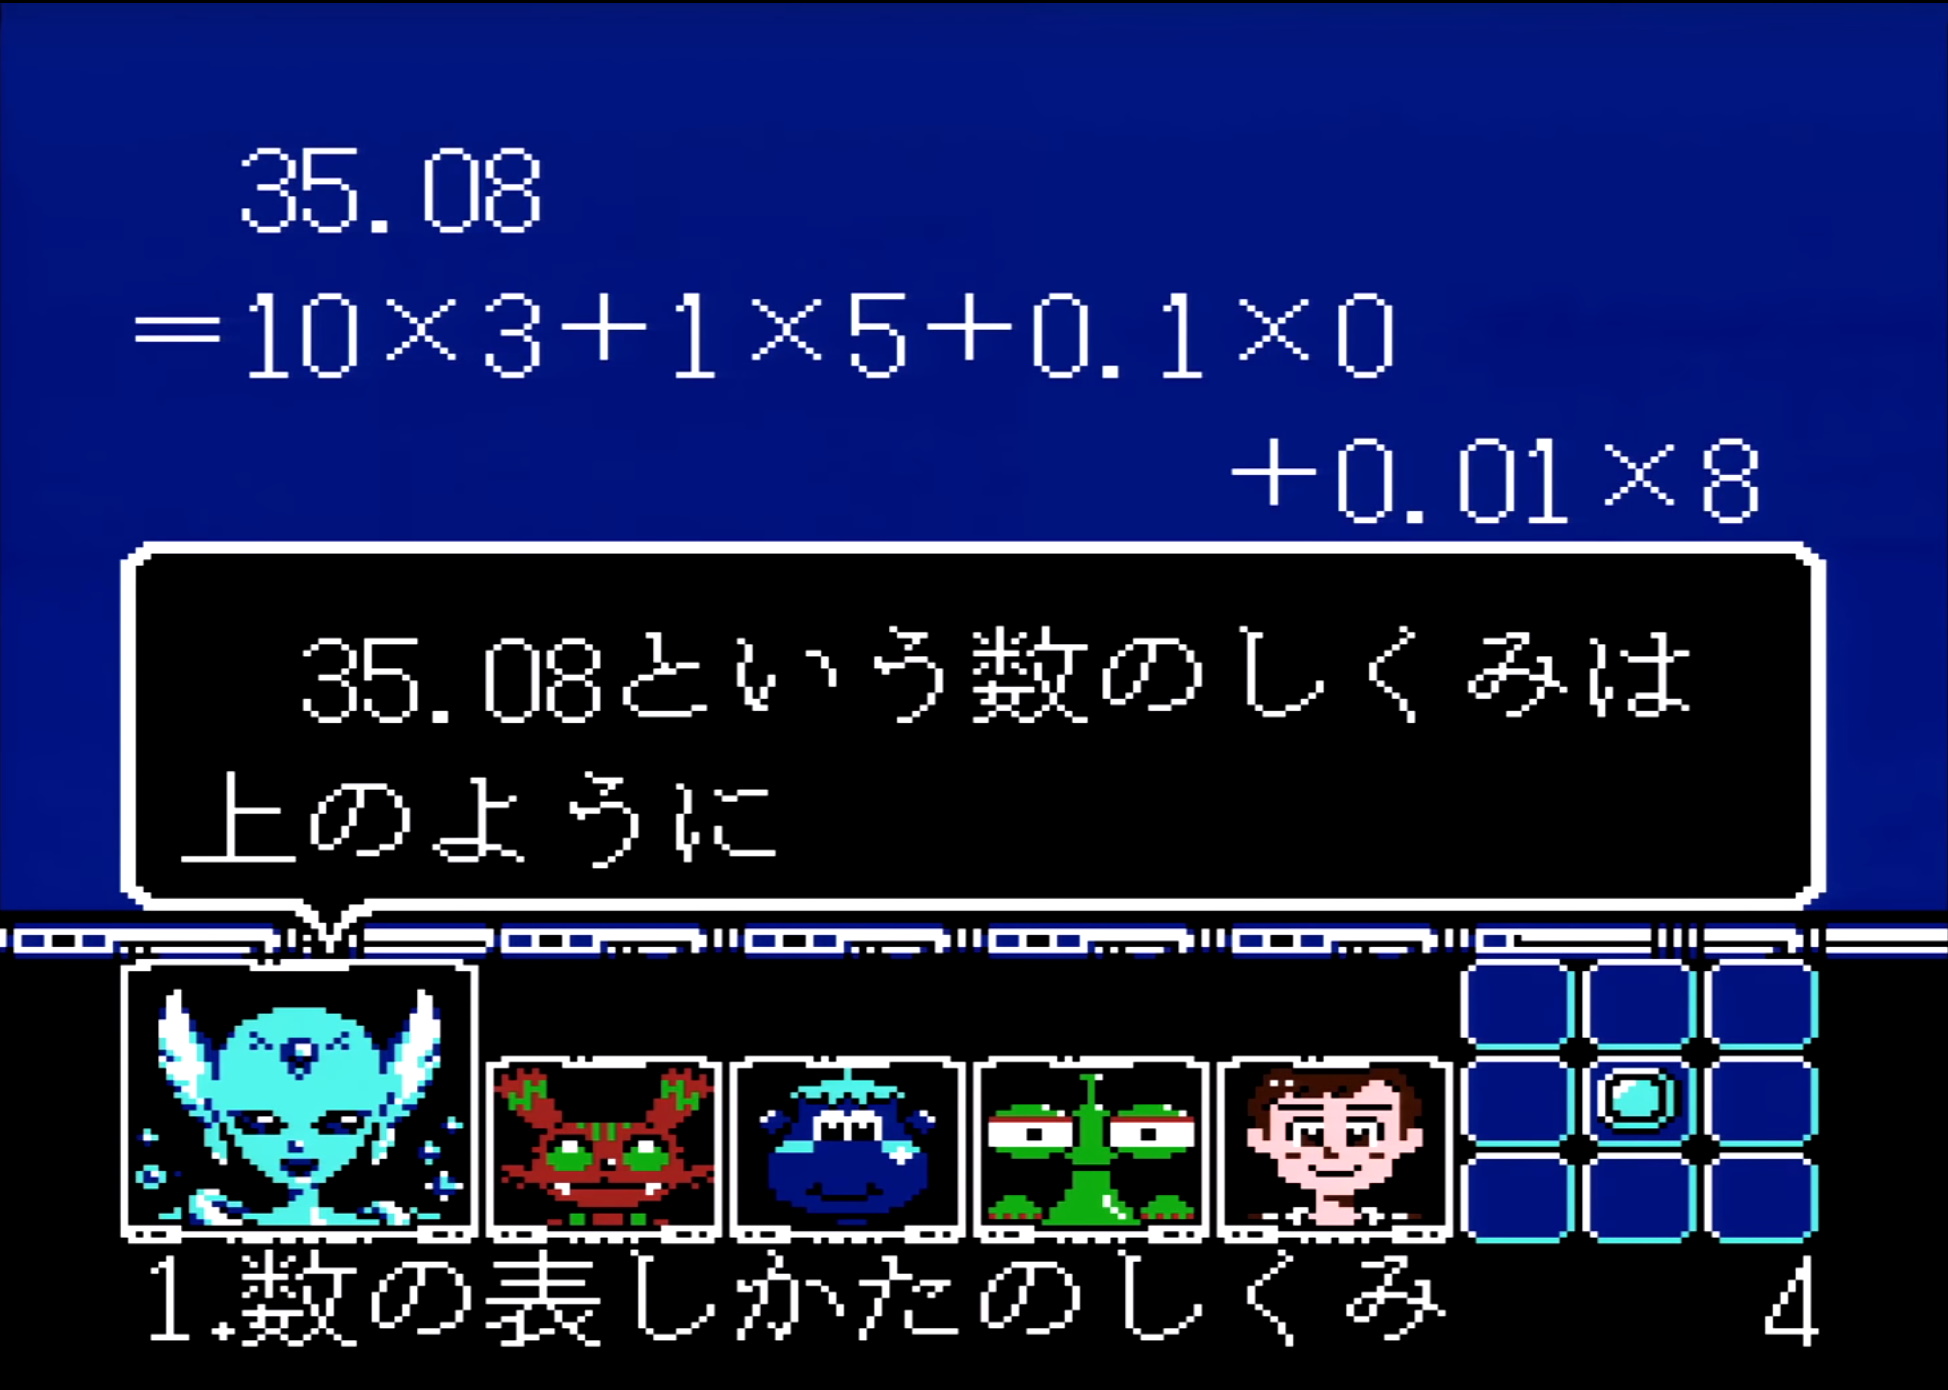 35.08
=10×3+1×5+0.1×0
+0.01×8
35.08という数のしくみは
上のように
1.数の表しかたのしくみ 4